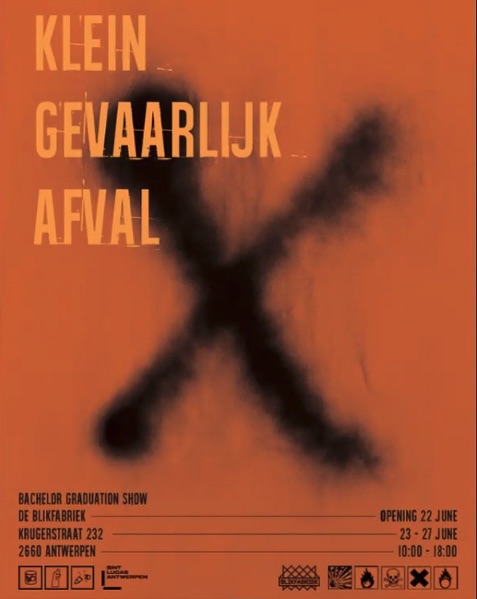 KLEIN
GEVAARLIJK
AFVAL
BACHELOR GRADUATION SHOW
DE BLIKFABRIEK OPENING 22 JUNE
KRUGERSTRAAT 232 23 - 27 JUNE
2660 ANTWERPEN 10:00 - 18:00
SINT
LUCAS
ANTWERPEN
BLIKFABRIEK